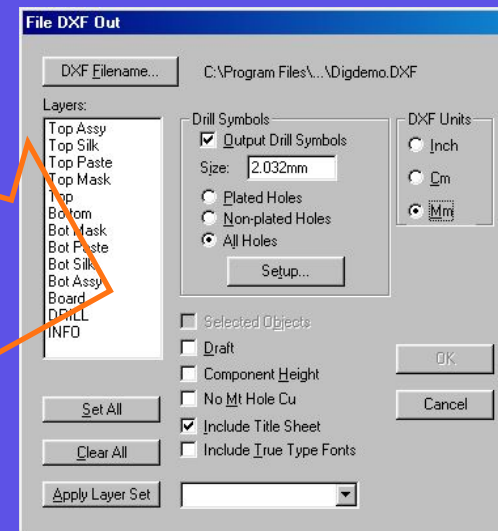 File DXF Out
DXF Filename...
C:\Program Files\...\Digdemo.DXF
Layers:
Top Assy
Top Silk
Top Paste
Top Mask
Top
Bottom
Bot Mask
Bot Paste
Bot Silk
Bot Assy
Board
DRILL
INFO
Set All
Clear All
Apply Layer Set
Drill Symbols
Output Drill Symbols
Size: 2.032mm
Plated Holes
Non-plated Holes
All Holes
Setup...
Selected Objects
Draft
Component Height
No Mt Hole Cu
Include Title Sheet
Include True Type Fonts
DXF Units
Inch
Cm
Mm
OK
Cancel